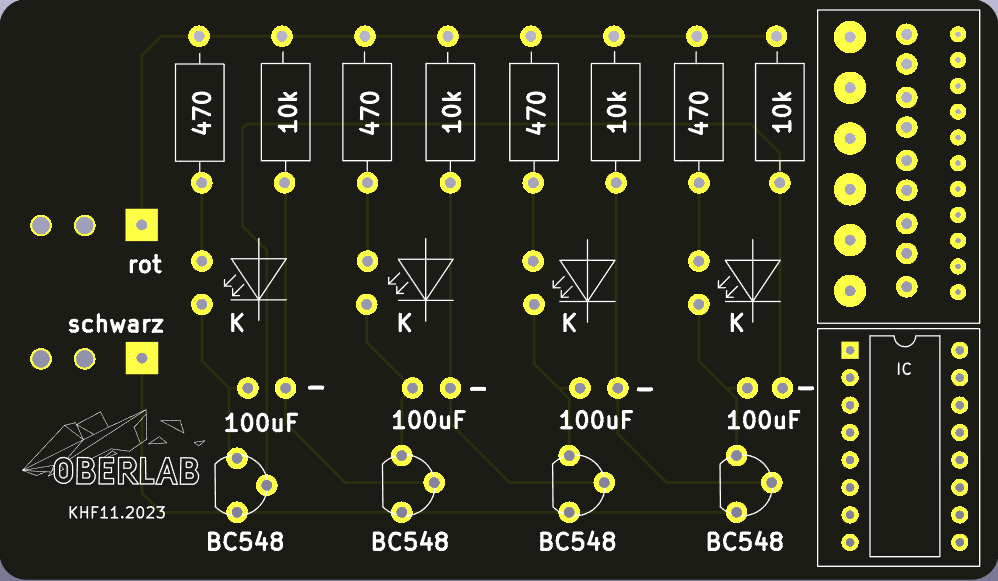 470 10k 470 10k 470 10k 470 10k
rot
schwarz
K K K K
IC
– – – –
100uF 100uF 100uF 100uF
OBERLAB
KHF11.2023
BC548 BC548 BC548 BC548